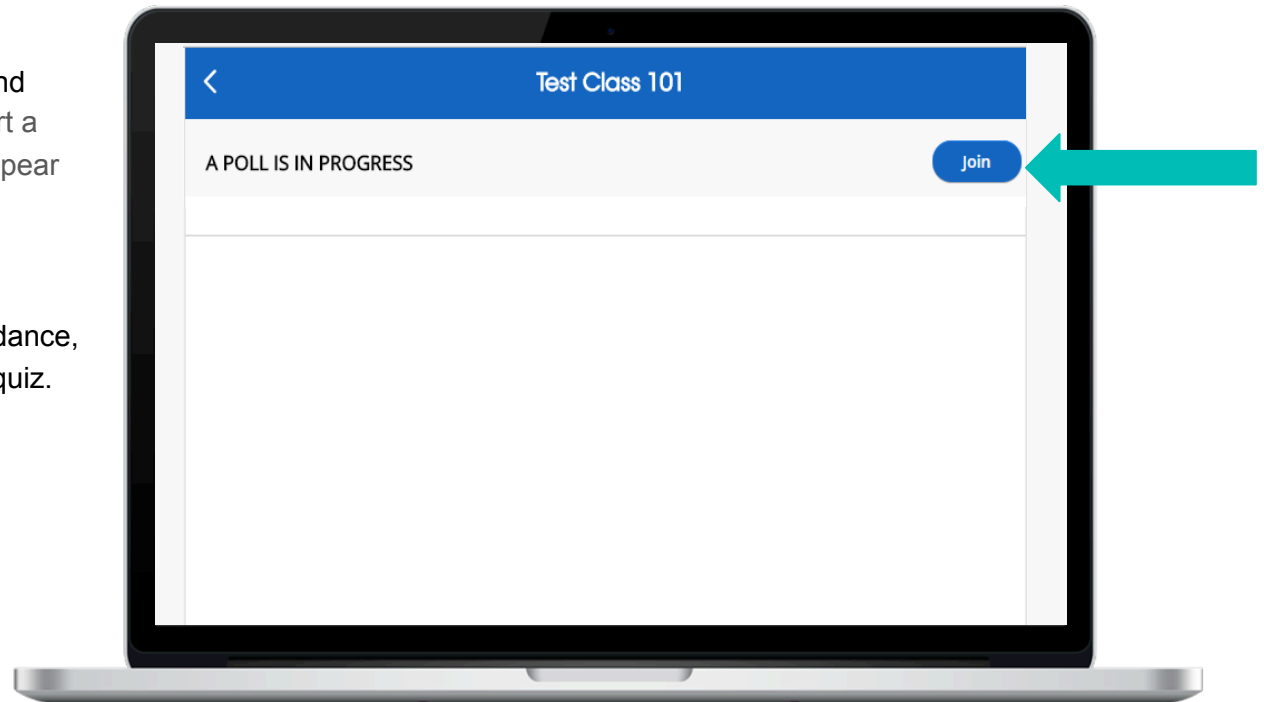 nd
rt a
pear
dance,
quiz.
Test Class 101
A POLL IS IN PROGRESS
Join